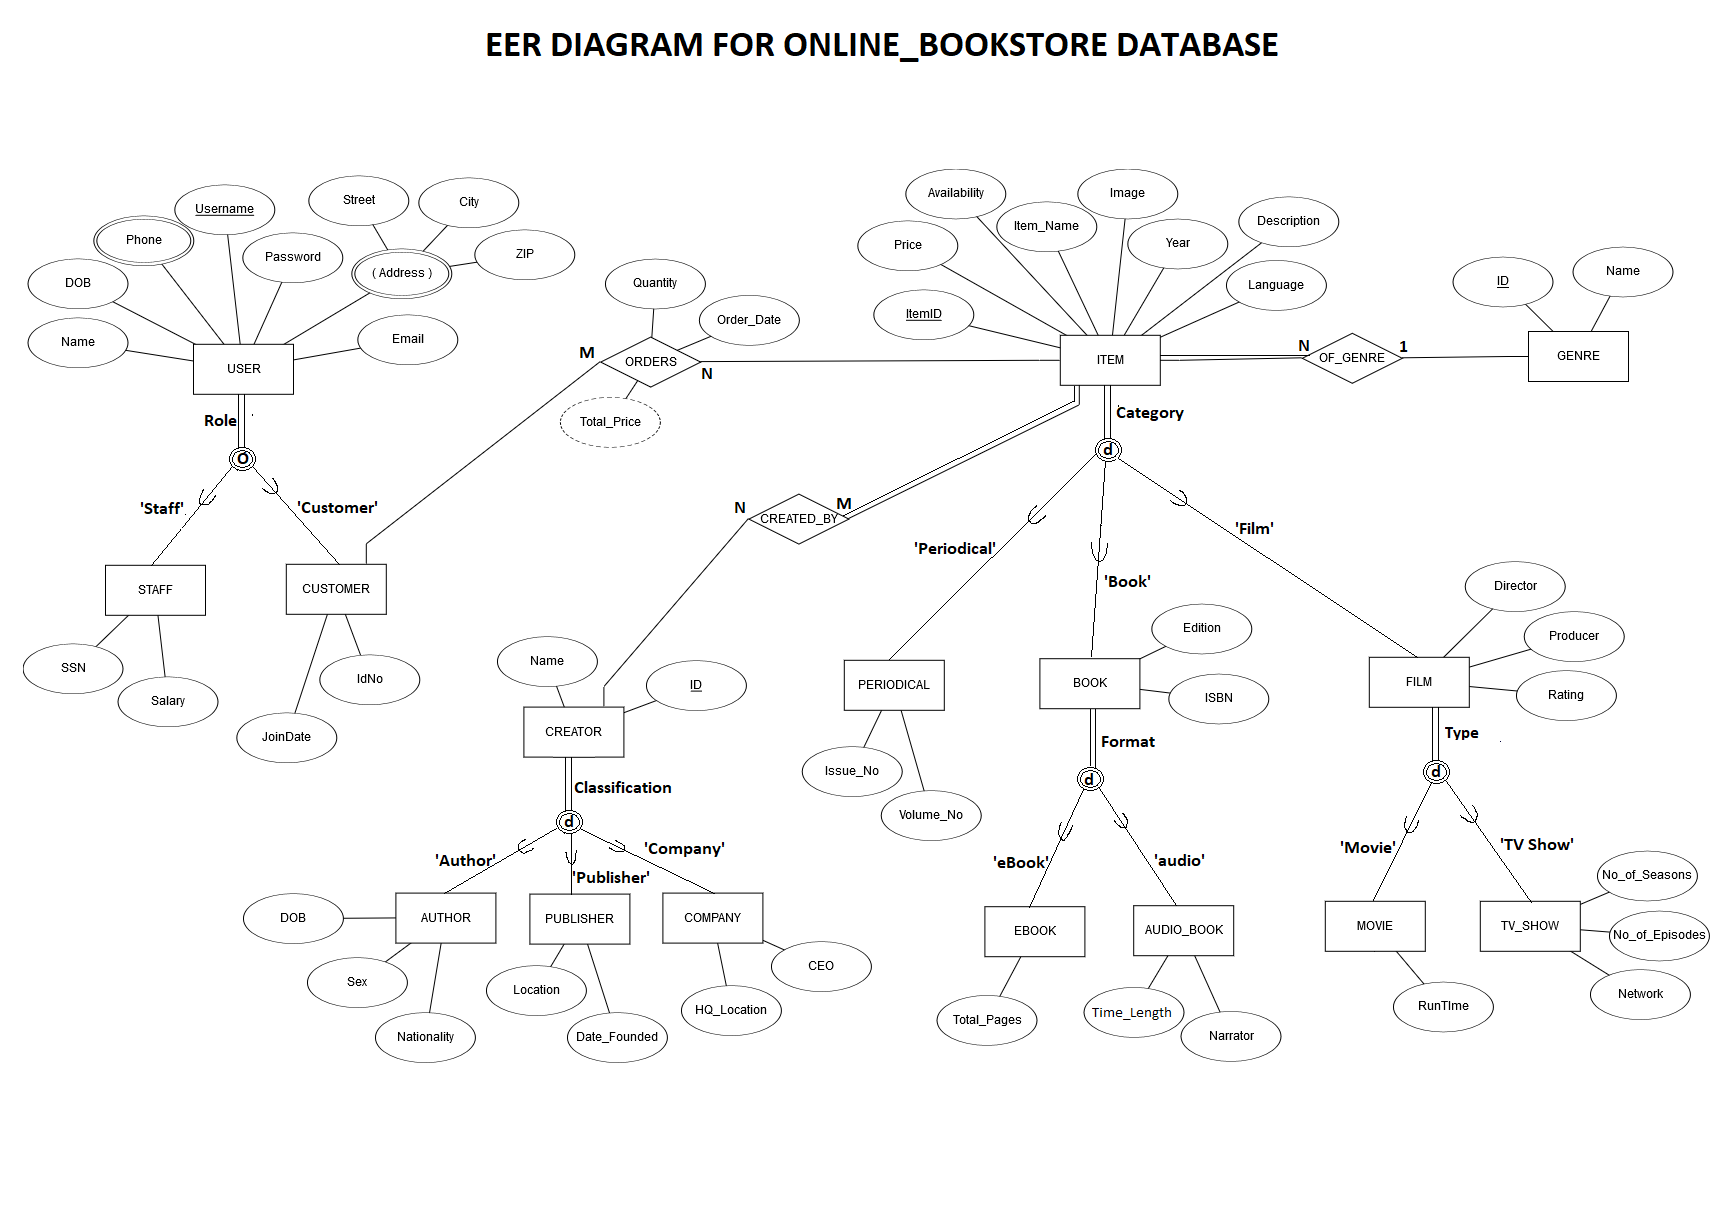 EER DIAGRAM FOR ONLINE_BOOKSTORE DATABASE
Availability
Image
Street
City
Username
Item_Name
Description
Phone
Price
Year
Password
( Address )
ZIP
DOB
Quantity
Language
ID
Name
ItemID
Order_Date
Name
Email
USER
M
ORDERS
N
ITEM
N
OF_GENRE
1
GENRE
Role
Total_Price
Category
O
d
'Staff'
'Customer'
N
CREATED_BY
M
'Periodical'
'Film'
'Book'
STAFF
CUSTOMER
Director
Edition
Producer
SSN
Name
IdNo
ID
PERIODICAL
BOOK
ISBN
FILM
Rating
Salary
JoinDate
CREATOR
Format
Type
Issue_No
d
d
Classification
Volume_No
d
'Author'
'Company'
'Publisher'
'eBook'
'audio'
'Movie'
'TV Show'
No_of_Seasons
DOB
AUTHOR
PUBLISHER
COMPANY
EBOOK
AUDIO_BOOK
MOVIE
TV_SHOW
No_of_Episodes
Sex
Location
CEO
Network
Nationality
Date_Founded
HQ_Location
Total_Pages
Time_Length
Narrator
RunTIme